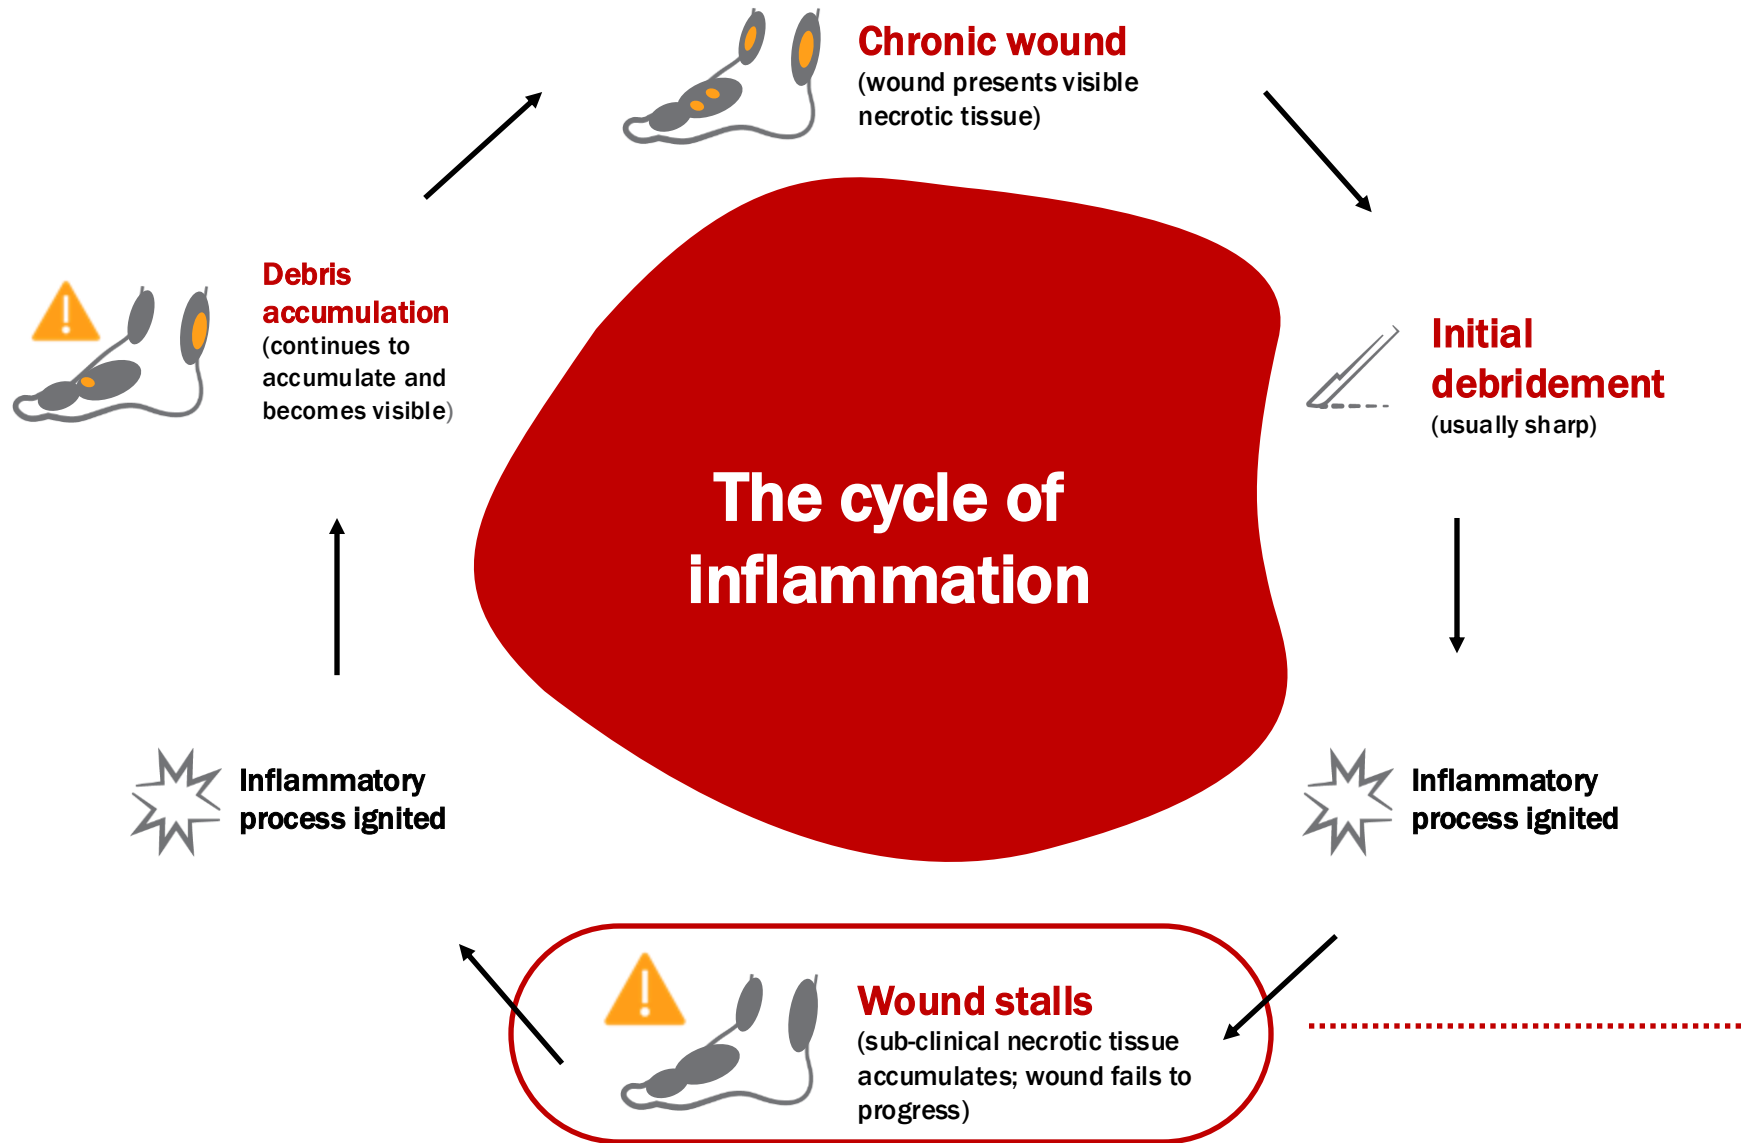 Chronic wound
(wound presents visible
necrotic tissue)
Initial
debridement
(usually sharp)
Inflammatory
process ignited
Wound stalls
(sub-clinical necrotic tissue
accumulates; wound fails to
progress)
Inflammatory
process ignited
Debris
accumulation
(continues to
accumulate and
becomes visible)
The cycle of
inflammation